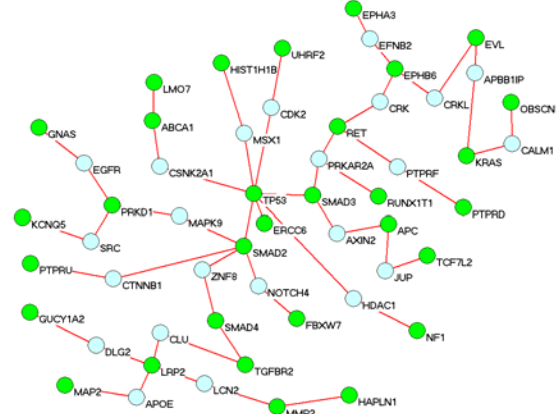 EPHA3
EFNB2
EVL
UHRF2
HIST1H1B
EPHB6
APBB1IP
LMO7
CRKL
OBSCN
CRK
CDK2
ABCA1
RET
GNAS
MSX1
CALM1
KRAS
EGFR
CSNK2A1
PRKAR2A
PTPRF
TP53
SMAD3
RUNX1T1
PRKD1
PTPRD
KCNQ5
MAPK9
ERCC6
APC
AXIN2
SRC
SMAD2
PTPRU
ZNF8
TCF7L2
CTNNB1
JUP
NOTCH4
HDAC1
GUCY1A2
SMAD4
FBXW7
NF1
CLU
DLG2
LRP2
TGFBR2
MAP2
LCN2
APOE
HAPLN1